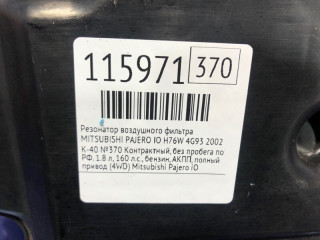 115971 370
Резонатор воздушного фильтра
MITSUBISHI PAJERO IO H76W 4G93 2002
К-40 №370 Контрактный, без пробега по
РФ, 1.8 л, 160 л.с., бензин, АКПП, полный
привод (4WD) Mitsubishi Pajero iO